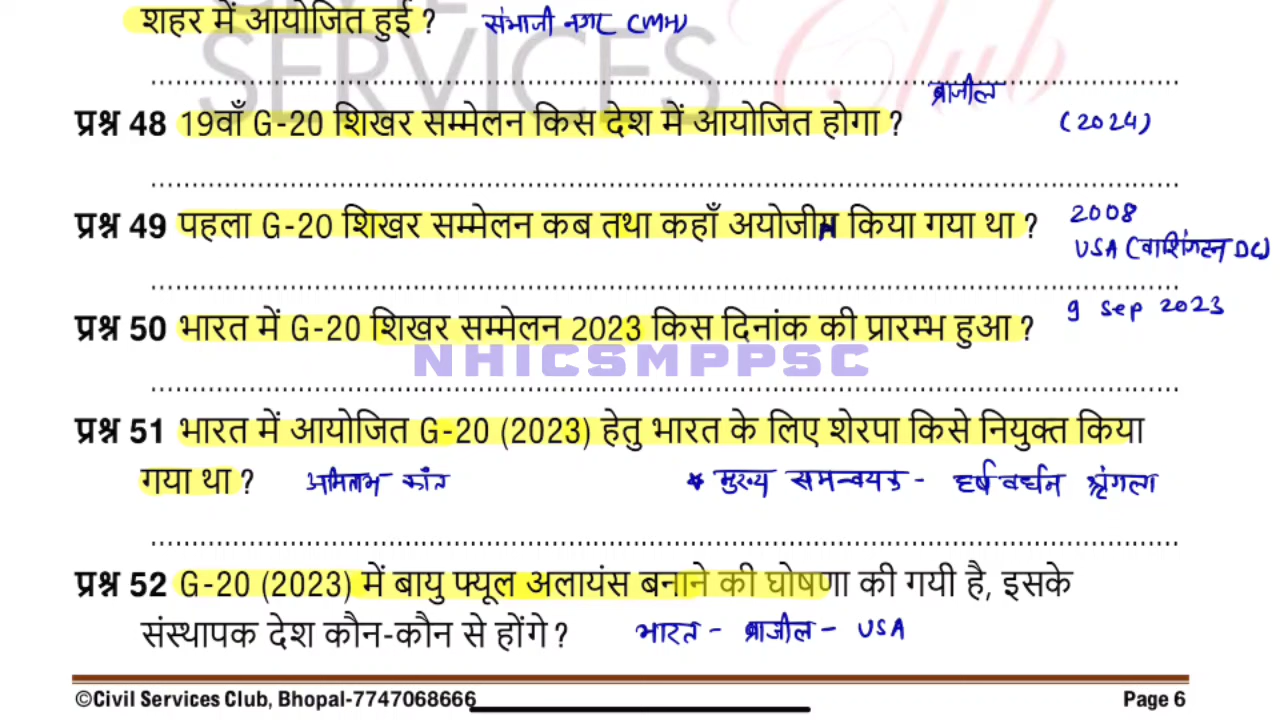 शहर में आयोजित हुई ? संभाजी नगर (MH)
CIVIL SERVICES Club
ब्राजील
प्रश्न 48 19वाँ G-20 शिखर सम्मेलन किस देश में आयोजित होगा ? (2024)
प्रश्न 49 पहला G-20 शिखर सम्मेलन कब तथा कहाँ अयोजीत किया गया था ? 2008
USA (वाशिंगटन DC)
प्रश्न 50 भारत में G-20 शिखर सम्मेलन 2023 किस दिनांक की प्रारम्भ हुआ ? 9 Sep 2023
NHICSMPPSC
प्रश्न 51 भारत में आयोजित G-20 (2023) हेतु भारत के लिए शेरपा किसे नियुक्त किया
गया था ? अमिताभ काँत * मुख्य समन्वयक - हर्ष वर्धन श्रृंगला
प्रश्न 52 G-20 (2023) में बायु फ्यूल अलायंस बनाने की घोषणा की गयी है, इसके
संस्थापक देश कौन-कौन से होंगे ? भारत - ब्राजील - USA
©Civil Services Club, Bhopal-7747068666 Page 6